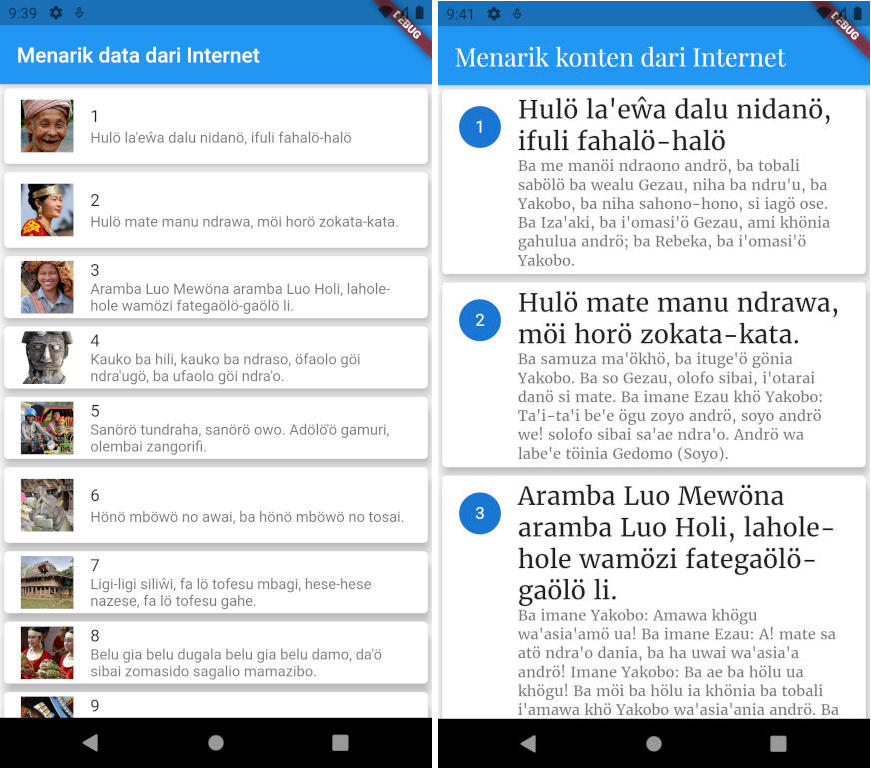 9:39
DEBUG
Menarik data dari Internet
1
Hulö la'eŵa dalu nidanö, ifuli fahalö-halö
2
Hulö mate manu ndrawa, möi horö zokata-kata.
3
Aramba Luo Mewöna aramba Luo Holi, lahole-
hole wamözi fategaölö-gaölö li.
4
Kauko ba hili, kauko ba ndraso, öfaolo göi
ndra'ugö, ba ufaolo göi ndra'o.
5
Sanörö tundraha, sanörö owo. Adölö'ö gamuri,
olembai zangorifi.
6
Hönö mböwö no awai, ba hönö mböwö no tosai.
7
Ligi-ligi siliŵi, fa lö tofesu mbagi, hese-hese
nazese, fa lö tofesu gahe.
8
Belu gia belu dugala belu gia belu damo, da'ö
sibai zomasido sagalio mamazibo.
9
9:41
DEBUG
Menarik konten dari Internet
1
Hulö la'eŵa dalu nidanö,
ifuli fahalö-halö
Ba me manöi ndraono andrö, ba tobali
sabölö ba wealu Gezau, niha ba ndru'u, ba
Yakobo, ba niha sahono-hono, si iagö ose.
Ba Iza'aki, ba i'omasi'ö Gezau, ami khönia
gahulua andrö; ba Rebeka, ba i'omasi'ö
Yakobo.
2
Hulö mate manu ndrawa,
möi horö zokata-kata.
Ba samuza ma'ökhö, ba ituge'ö gönia
Yakobo. Ba so Gezau, olofo sibai, i'otarai
danö si mate. Ba imane Ezau khö Yakobo:
Ta'i-ta'i be'e ögu zoyo andrö, soyo andrö
we! solofo sibai sa'ae ndra'o. Andrö wa
labe'e töinia Gedomo (Soyo).
3
Aramba Luo Mewöna
aramba Luo Holi, lahole-
hole wamözi fategaölö-
gaölö li.
Ba imane Yakobo: Amawa khögu
wa'asia'amö ua! Ba imane Ezau: A! mate sa
atö ndra'o dania, ba ha uwai wa'asia'a
andrö! Imane Yakobo: Ba ae ba hölu ua
khögu! Ba möi ba hölu ia khönia ba tobali
i'amawa khö Yakobo wa'asia'ania andrö. Ba